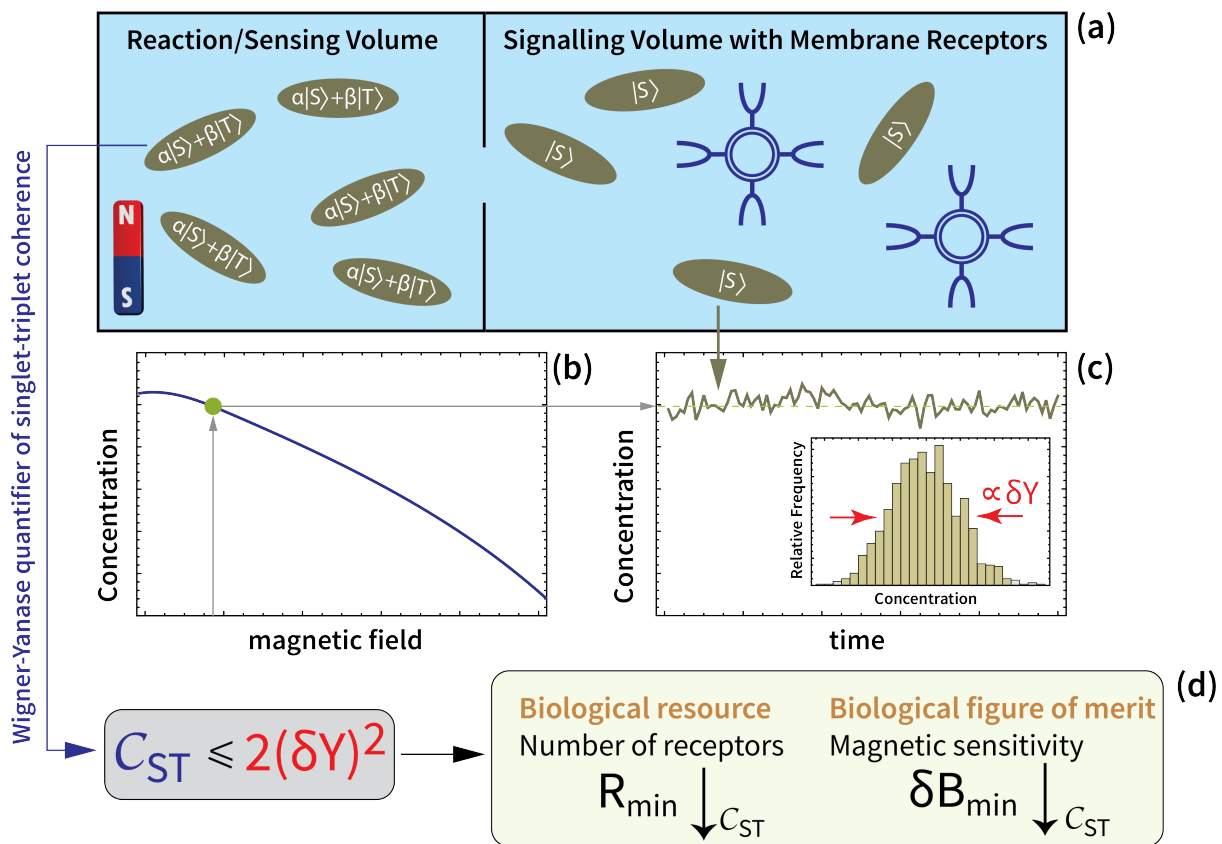 (a)
Reaction/Sensing Volume
Signalling Volume with Membrane Receptors
α|S⟩+β|T⟩
α|S⟩+β|T⟩
α|S⟩+β|T⟩
α|S⟩+β|T⟩
α|S⟩+β|T⟩
N
S
|S⟩
|S⟩
|S⟩
|S⟩
Wigner-Yanase quantifier of singlet-triplet coherence
(b)
Concentration
magnetic field
(c)
Concentration
time
Relative Frequency
∝δY
Concentration
(d)
C_ST ⩽ 2(δY)²
Biological resource
Number of receptors
R_min
C_ST
Biological figure of merit
Magnetic sensitivity
δB_min
C_ST